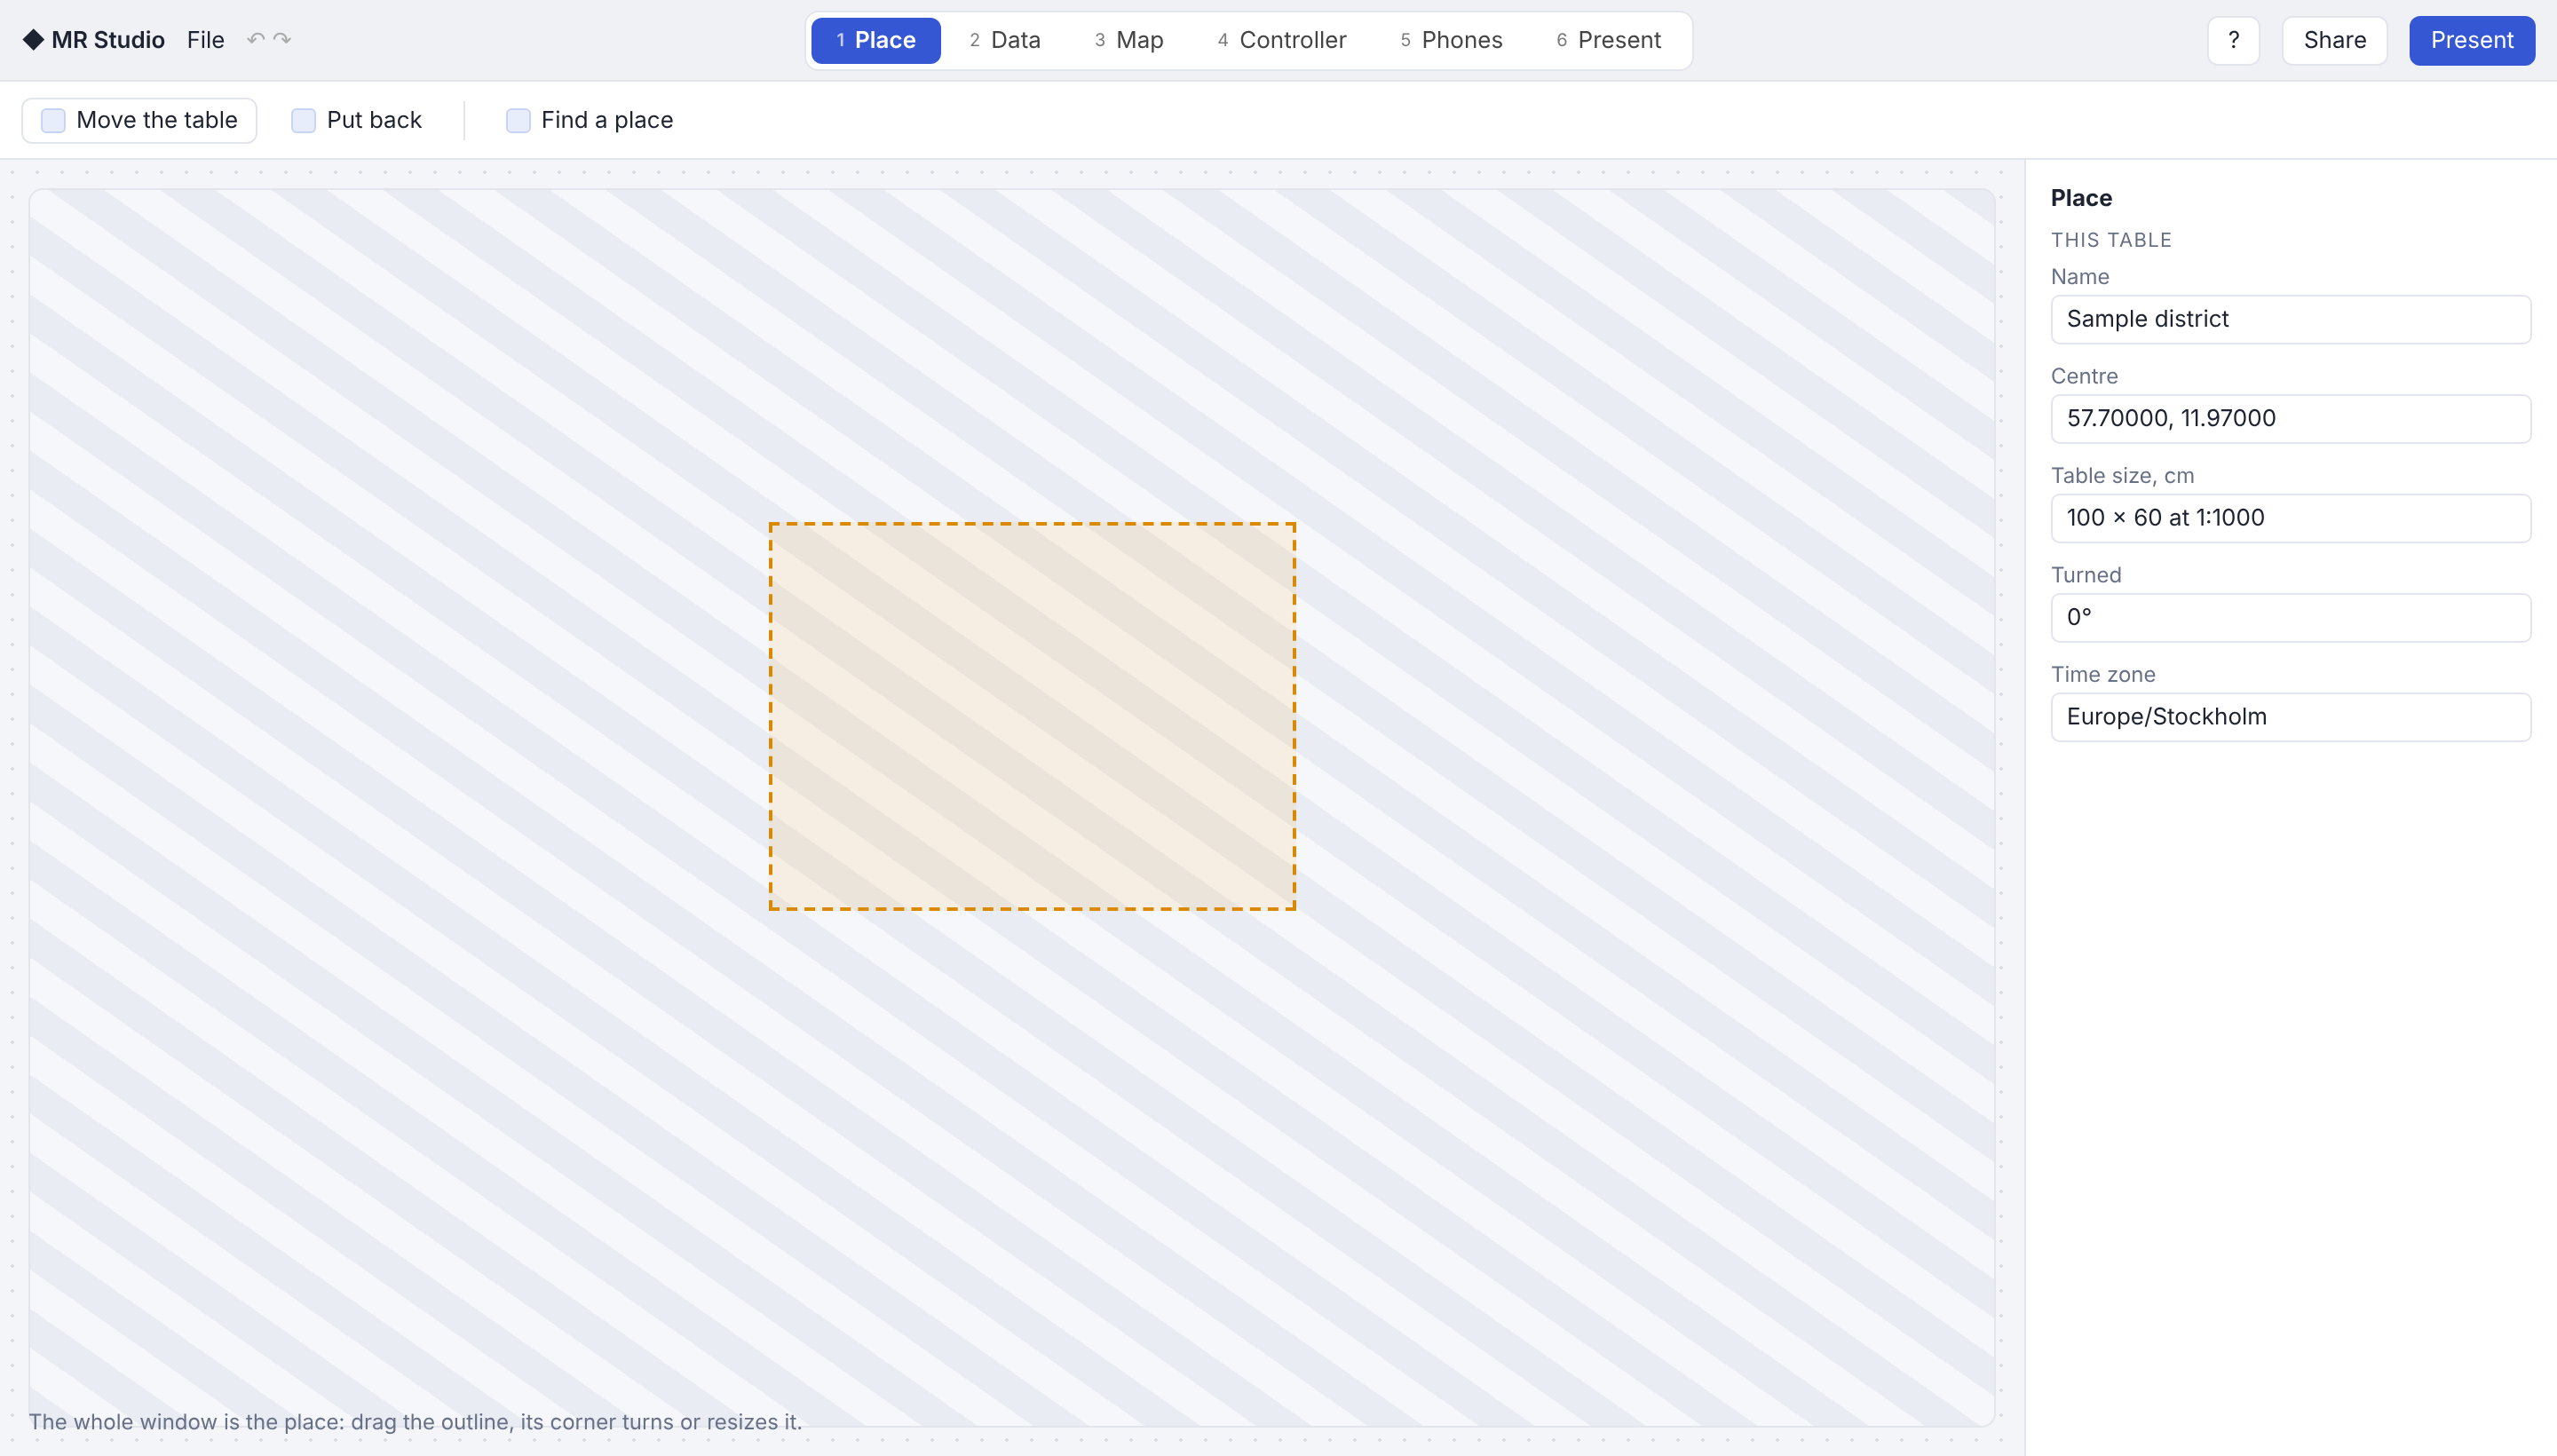 ◆ MR Studio File ↶ ↷ 1 Place 2 Data 3 Map 4 Controller 5 Phones 6 Present ? Share Present
Move the table Put back Find a place
Place
THIS TABLE
Name
Sample district
Centre
57.70000, 11.97000
Table size, cm
100 × 60 at 1:1000
Turned
0°
Time zone
Europe/Stockholm
The whole window is the place: drag the outline, its corner turns or resizes it.